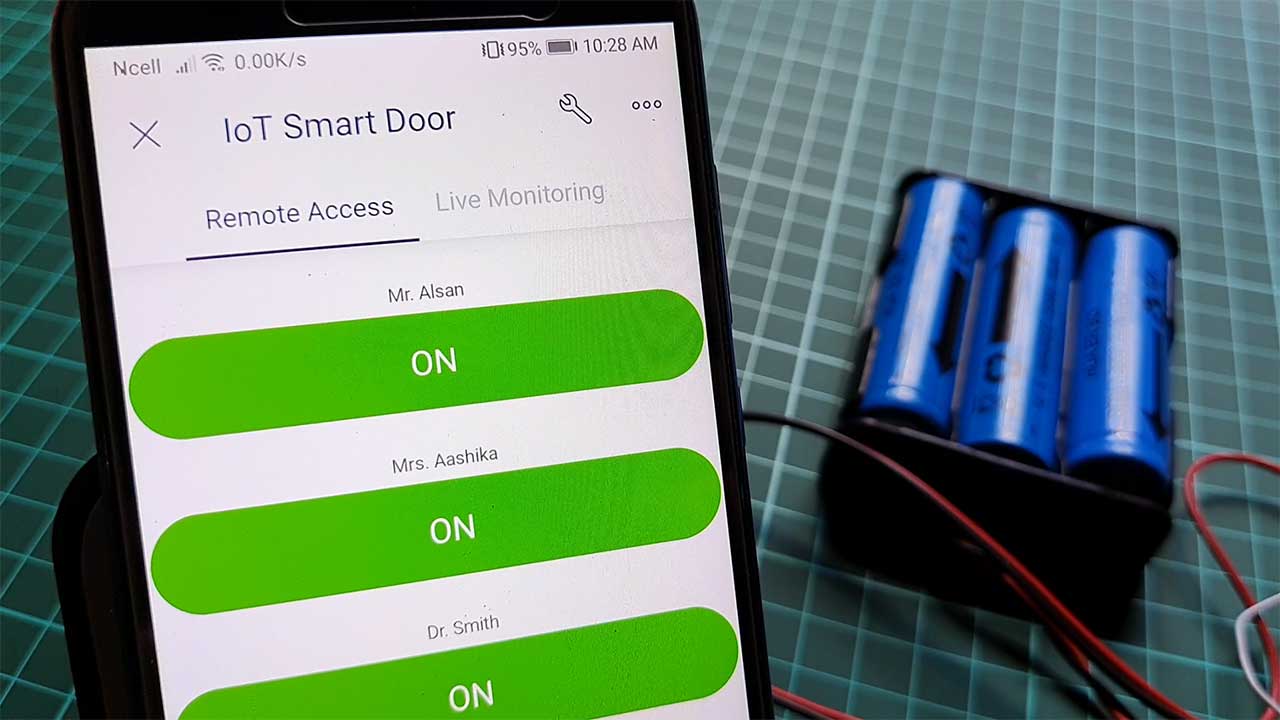 Ncell 0.00K/s 95% 10:28 AM
IoT Smart Door
Remote Access Live Monitoring
Mr. Alsan
ON
Mrs. Aashika
ON
Dr. Smith
ON